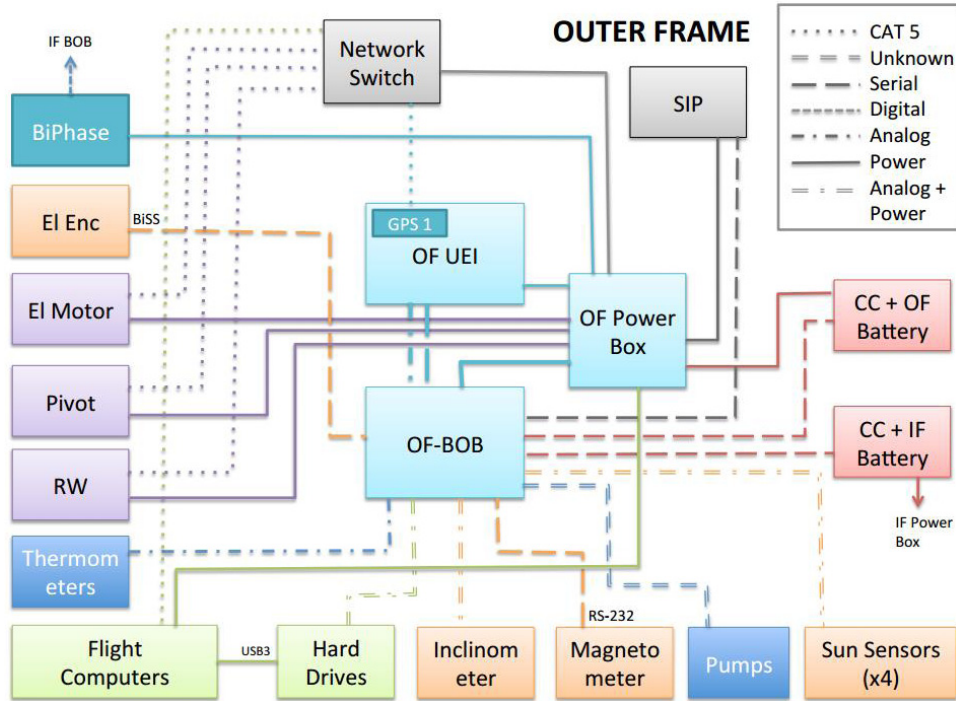 IF BOB
Network
Switch
OUTER FRAME
CAT 5
Unknown
Serial
Digital
Analog
Power
Analog +
Power
SIP
BiPhase
El Enc
BiSS
GPS 1
OF UEI
El Motor
OF Power
Box
CC + OF
Battery
Pivot
OF-BOB
CC + IF
Battery
RW
IF Power
Box
Thermom
eters
RS-232
Flight
Computers
USB3
Hard
Drives
Inclinom
eter
Magneto
meter
Pumps
Sun Sensors
(x4)